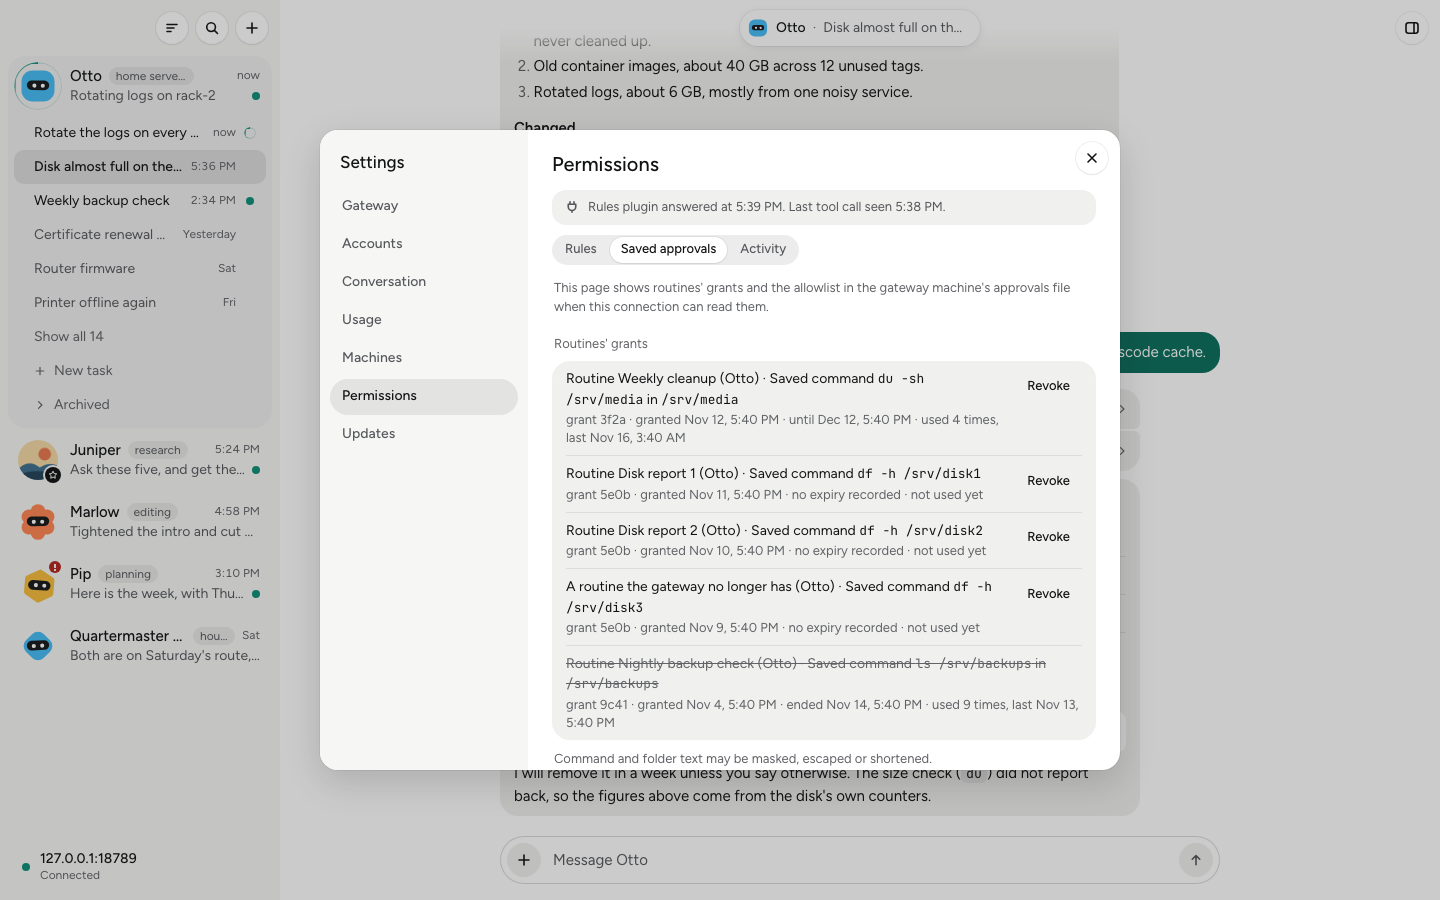 Otto
home serve...
now
Rotating logs on rack-2
Rotate the logs on every ...
now
Disk almost full on the...
5:36 PM
Weekly backup check
2:34 PM
Certificate renewal ...
Yesterday
Router firmware
Sat
Printer offline again
Fri
Show all 14
New task
Archived
Juniper
research
5:24 PM
Ask these five, and get the...
Marlow
editing
4:58 PM
Tightened the intro and cut ...
Pip
planning
3:10 PM
Here is the week, with Thu...
Quartermaster ...
hou...
Sat
Both are on Saturday's route,...
127.0.0.1:18789
Connected
Otto · Disk almost full on th...
never cleaned up.
2. Old container images, about 40 GB across 12 unused tags.
3. Rotated logs, about 6 GB, mostly from one noisy service.
Changed
scode cache.
Settings
Gateway
Accounts
Conversation
Usage
Machines
Permissions
Updates
Permissions
Rules plugin answered at 5:39 PM. Last tool call seen 5:38 PM.
Rules
Saved approvals
Activity
This page shows routines' grants and the allowlist in the gateway machine's approvals file
when this connection can read them.
Routines' grants
Routine Weekly cleanup (Otto) · Saved command du -sh
/srv/media in /srv/media
grant 3f2a · granted Nov 12, 5:40 PM · until Dec 12, 5:40 PM · used 4 times,
last Nov 16, 3:40 AM
Revoke
Routine Disk report 1 (Otto) · Saved command df -h /srv/disk1
grant 5e0b · granted Nov 11, 5:40 PM · no expiry recorded · not used yet
Revoke
Routine Disk report 2 (Otto) · Saved command df -h /srv/disk2
grant 5e0b · granted Nov 10, 5:40 PM · no expiry recorded · not used yet
Revoke
A routine the gateway no longer has (Otto) · Saved command df -h
/srv/disk3
grant 5e0b · granted Nov 9, 5:40 PM · no expiry recorded · not used yet
Revoke
Routine Nightly backup check (Otto) · Saved command ls /srv/backups in
/srv/backups
grant 9c41 · granted Nov 4, 5:40 PM · ended Nov 14, 5:40 PM · used 9 times, last Nov 13,
5:40 PM
Command and folder text may be masked, escaped or shortened.
I will remove it in a week unless you say otherwise. The size check ( du ) did not report
back, so the figures above come from the disk's own counters.
Message Otto